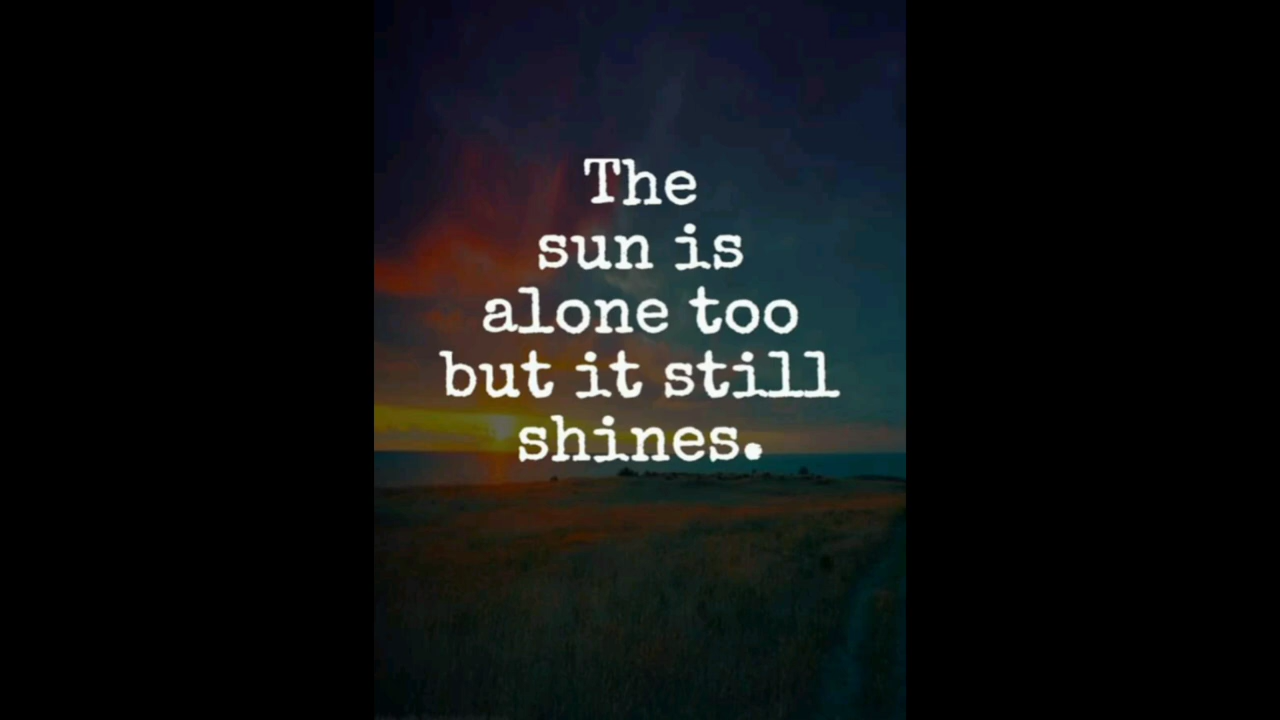 The
sun is
alone too
but it still
shines.